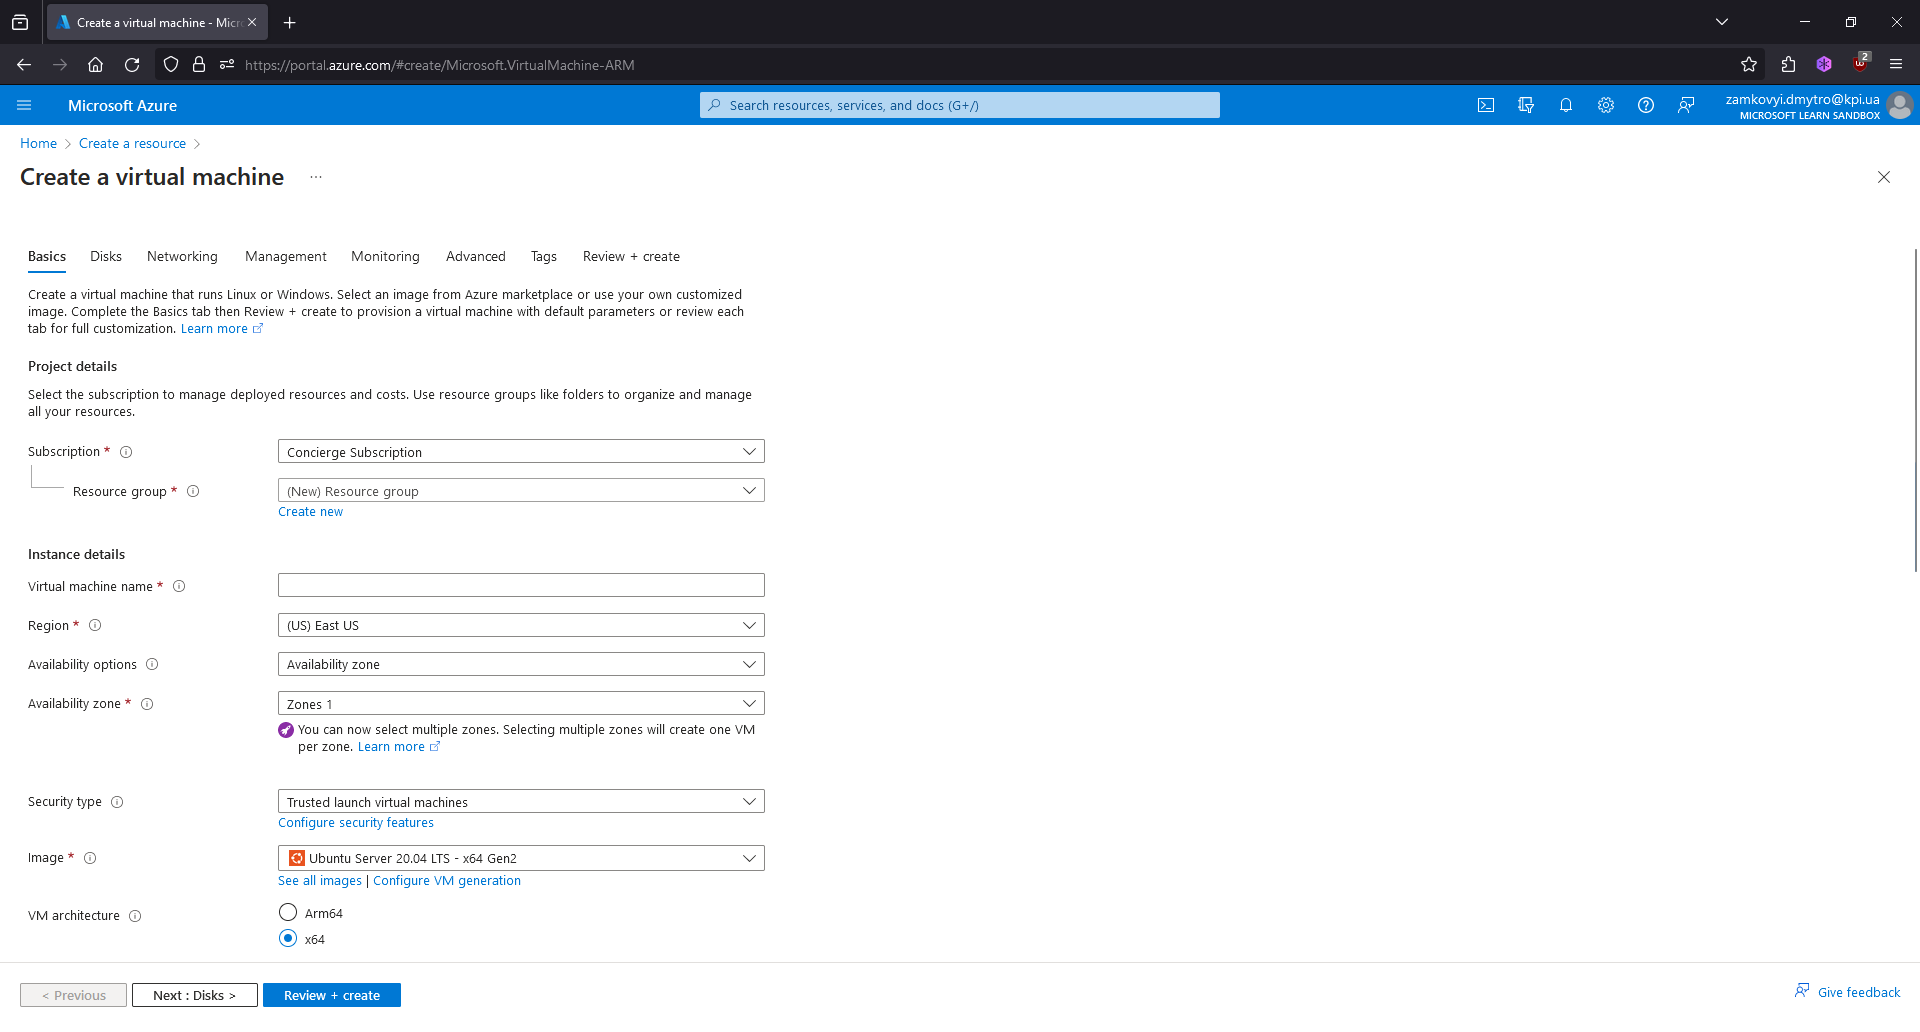 Create a virtual machine - Micr
https://portal.azure.com/#create/Microsoft.VirtualMachine-ARM
2
Microsoft Azure
Search resources, services, and docs (G+/)
zamkovyi.dmytro@kpi.ua
MICROSOFT LEARN SANDBOX
Home > Create a resource >
Create a virtual machine ...
Basics Disks Networking Management Monitoring Advanced Tags Review + create
Create a virtual machine that runs Linux or Windows. Select an image from Azure marketplace or use your own customized
image. Complete the Basics tab then Review + create to provision a virtual machine with default parameters or review each
tab for full customization. Learn more
Project details
Select the subscription to manage deployed resources and costs. Use resource groups like folders to organize and manage
all your resources.
Subscription *
Concierge Subscription
Resource group *
(New) Resource group
Create new
Instance details
Virtual machine name *
Region *
(US) East US
Availability options
Availability zone
Availability zone *
Zones 1
You can now select multiple zones. Selecting multiple zones will create one VM
per zone. Learn more
Security type
Trusted launch virtual machines
Configure security features
Image *
Ubuntu Server 20.04 LTS - x64 Gen2
See all images | Configure VM generation
VM architecture
Arm64
x64
< Previous
Next : Disks >
Review + create
Give feedback